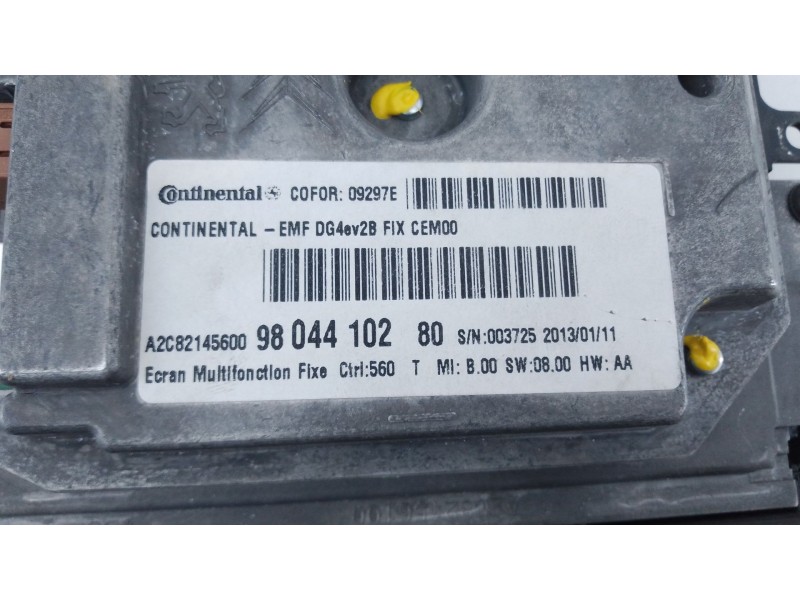 Continental COFOR: 09297E
CONTINENTAL - EMF DG4ev2B FIX CEM00
A2C82145600 98 044 102 80 S/N:003725 2013/01/11
Ecran Multifonction Fixe Ctrl:560 T MI: B.00 SW:08.00 HW: AA